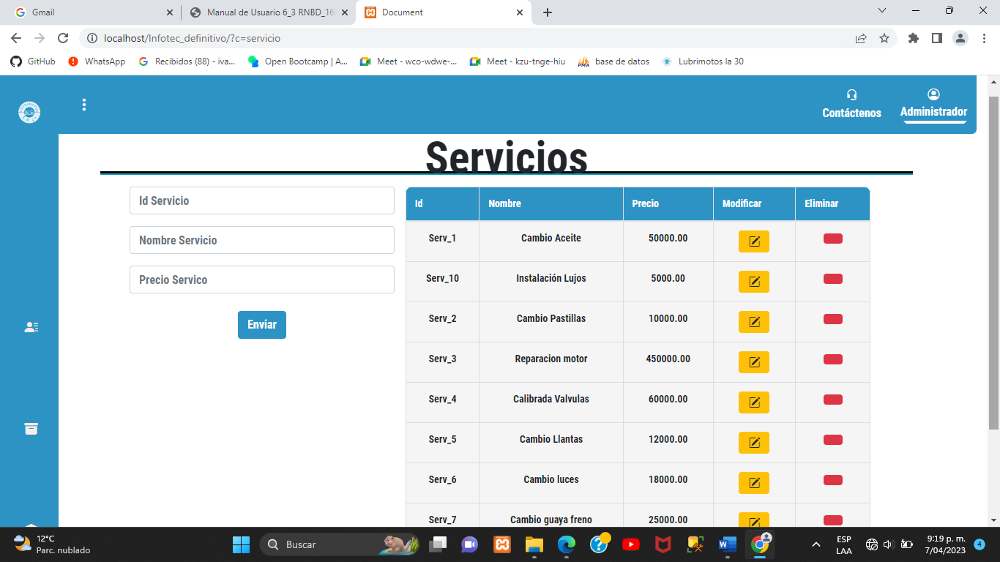 Gmail
Manual de Usuario 6_3 RNBD_16
Document
localhost/Infotec_definitivo/?c=servicio
GitHub
WhatsApp
Recibidos (88) - iva...
Open Bootcamp | A...
Meet - wco-wdwe-...
Meet - kzu-tnge-hiu
base de datos
Lubrimotos la 30
Contáctenos
Administrador
Servicios
Id Servicio
Nombre Servicio
Precio Servico
Enviar
Id Nombre Precio Modificar Eliminar
Serv_1 Cambio Aceite 50000.00
Serv_10 Instalación Lujos 5000.00
Serv_2 Cambio Pastillas 10000.00
Serv_3 Reparacion motor 450000.00
Serv_4 Calibrada Valvulas 60000.00
Serv_5 Cambio Llantas 12000.00
Serv_6 Cambio luces 18000.00
Serv_7 Cambio guaya freno 25000.00
12°C
Parc. nublado
Buscar
ESP
LAA
9:19 p. m.
7/04/2023
4